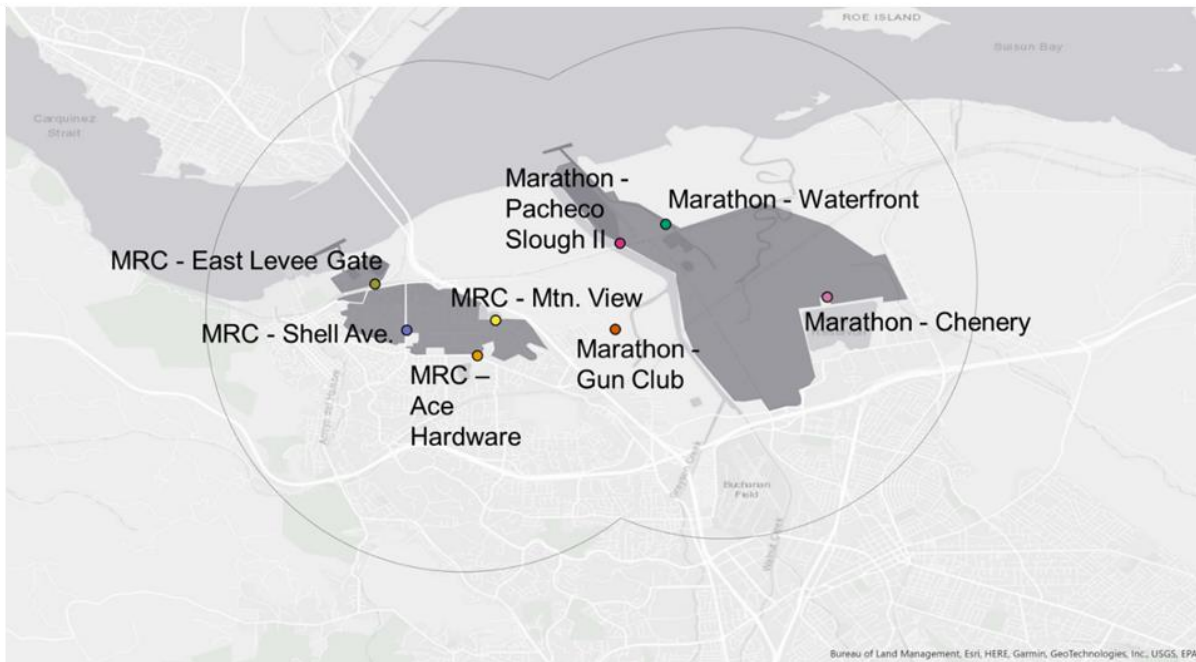 ROE ISLAND
Suisun Bay
Carquinez
Strait
Marathon -
Pacheco
Slough II
Marathon - Waterfront
MRC - East Levee Gate
MRC - Mtn. View
MRC - Shell Ave.
Marathon - Chenery
Marathon -
Gun Club
MRC –
Ace
Hardware
Buchanan
Field
Walnut Creek
Bureau of Land Management, Esri, HERE, Garmin, GeoTechnologies, Inc., USGS, EPA